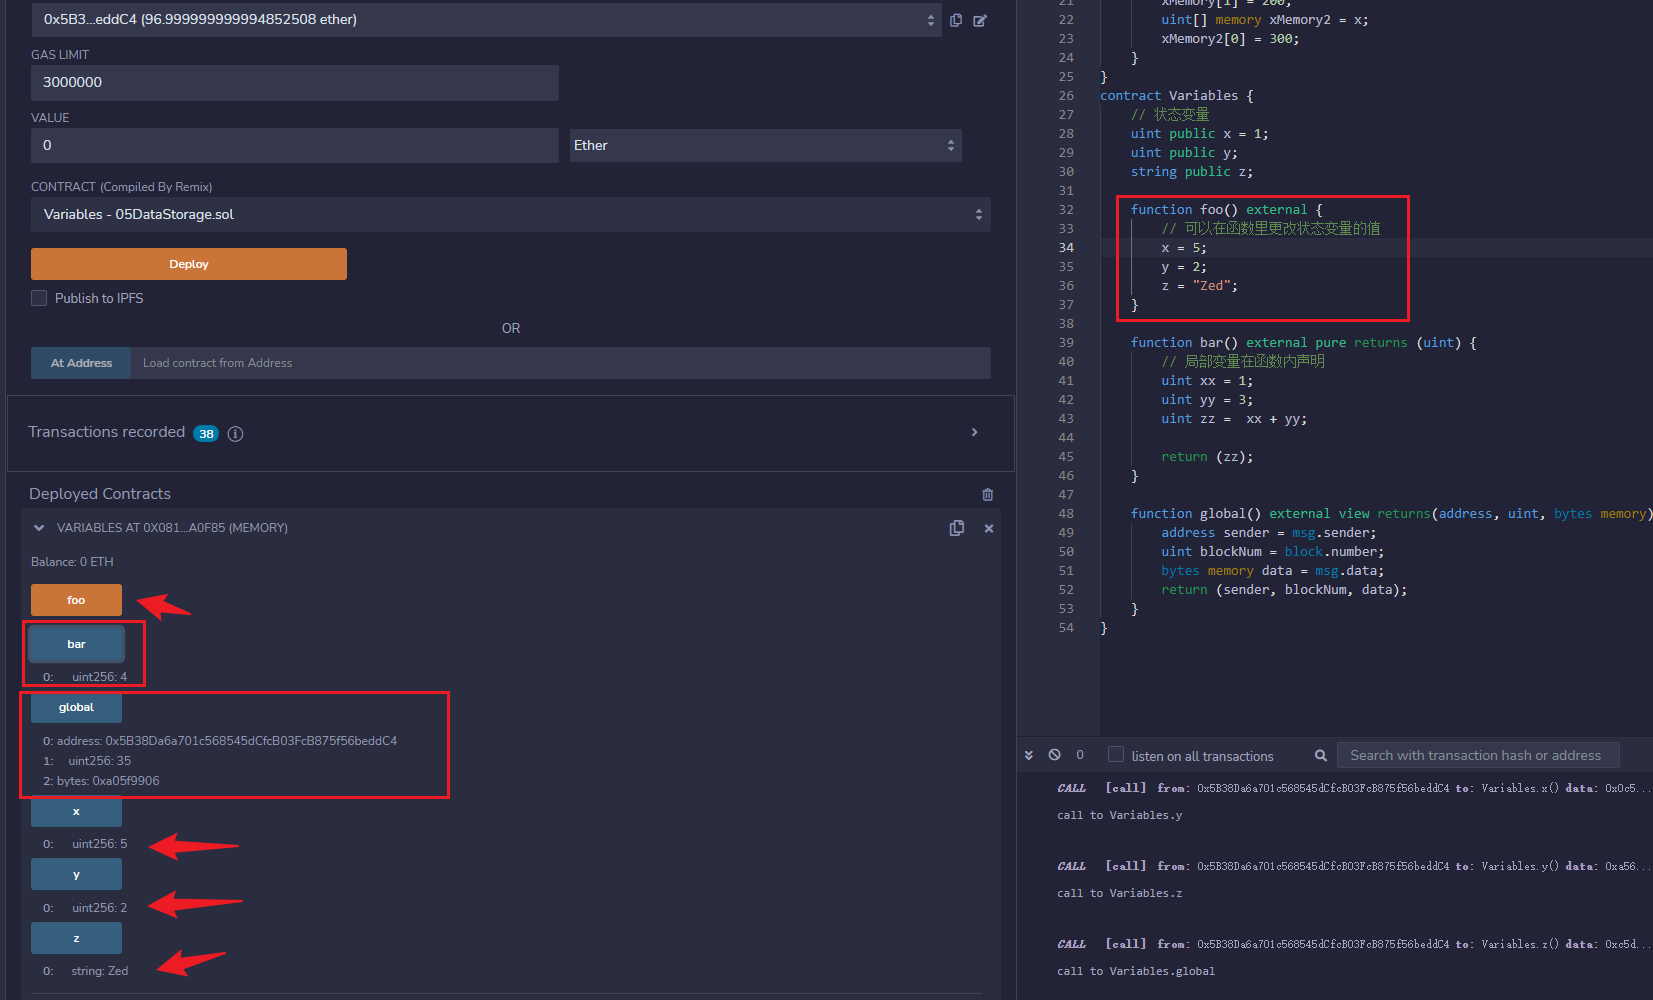 0x5B3...eddC4 (96.999999999994852508 ether)
GAS LIMIT
3000000
VALUE
0
Ether
CONTRACT (Compiled By Remix)
Variables - 05DataStorage.sol
Deploy
Publish to IPFS
OR
At Address
Load contract from Address
Transactions recorded 38
Deployed Contracts
VARIABLES AT 0X081...A0F85 (MEMORY)
Balance: 0 ETH
foo
bar
0: uint256: 4
global
0: address: 0x5B38Da6a701c568545dCfcB03FcB875f56beddC4
1: uint256: 35
2: bytes: 0xa05f9906
x
0: uint256: 5
y
0: uint256: 2
z
0: string: Zed
21 xMemory[1] = 200;
22 uint[] memory xMemory2 = x;
23 xMemory2[0] = 300;
24 }
25 }
26 contract Variables {
27 // 状态变量
28 uint public x = 1;
29 uint public y;
30 string public z;
31
32 function foo() external {
33 // 可以在函数里更改状态变量的值
34 x = 5;
35 y = 2;
36 z = "Zed";
37 }
38
39 function bar() external pure returns (uint) {
40 // 局部变量在函数内声明
41 uint xx = 1;
42 uint yy = 3;
43 uint zz =  xx + yy;
44
45 return (zz);
46 }
47
48 function global() external view returns(address, uint, bytes memory)
49 address sender = msg.sender;
50 uint blockNum = block.number;
51 bytes memory data = msg.data;
52 return (sender, blockNum, data);
53 }
54 }
0
listen on all transactions
Search with transaction hash or address
CALL [call] from: 0x5B38Da6a701c568545dCfcB03FcB875f56beddC4 to: Variables.x() data: 0x0c5...
call to Variables.y
CALL [call] from: 0x5B38Da6a701c568545dCfcB03FcB875f56beddC4 to: Variables.y() data: 0xa56...
call to Variables.z
CALL [call] from: 0x5B38Da6a701c568545dCfcB03FcB875f56beddC4 to: Variables.z() data: 0xc5d...
call to Variables.global